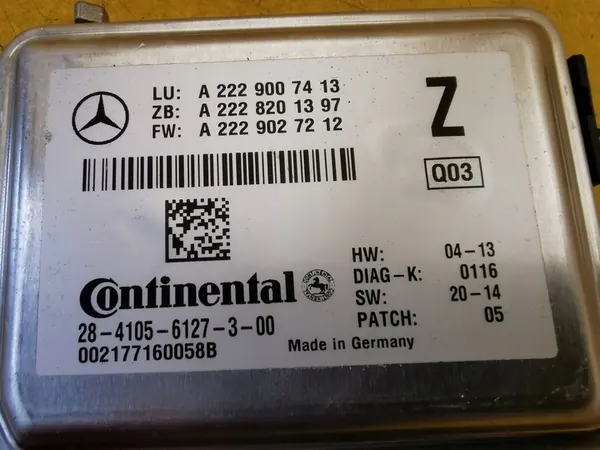 LU: A 222 900 74 13
ZB: A 222 820 13 97
FW: A 222 902 72 12
Z
Q03
Continental
28-4105-6127-3-00
002177160058B
HW: 04-13
DIAG-K: 0116
SW: 20-14
PATCH: 05
Made in Germany